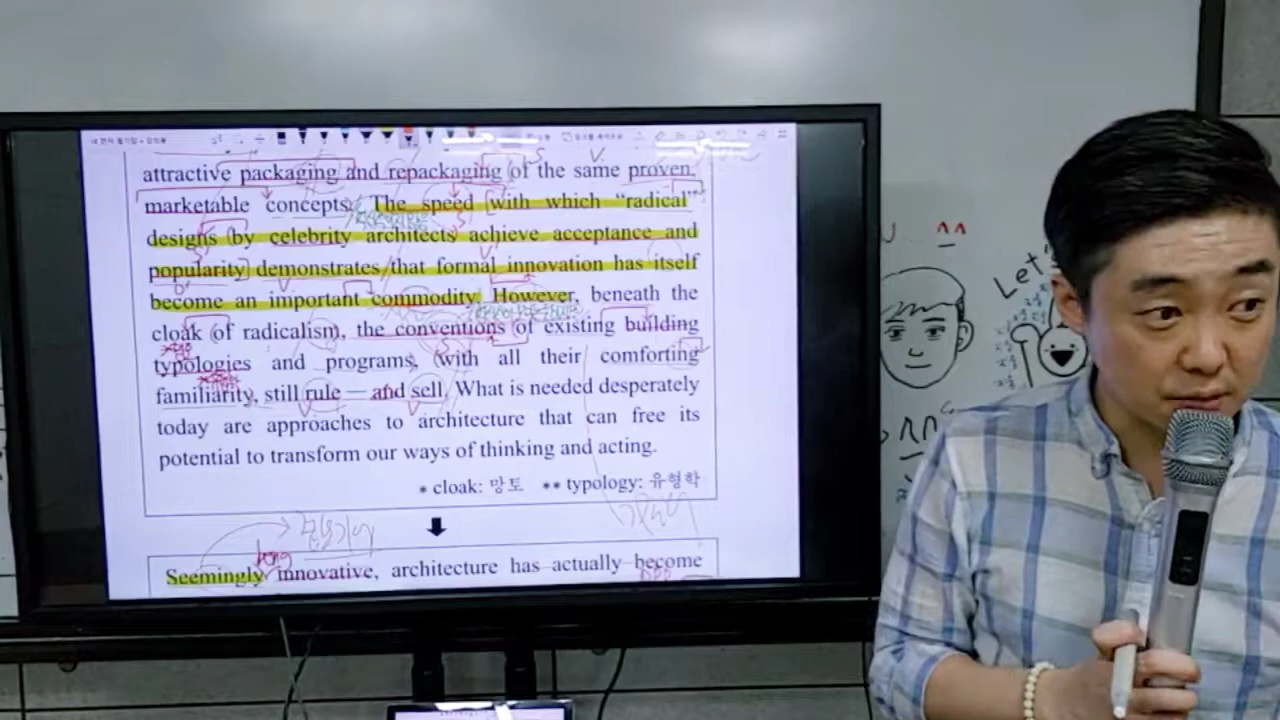 attractive packaging and repackaging of the same proven,
marketable concepts. The speed with which “radical”
designs by celebrity architects achieve acceptance and
popularity demonstrates that formal innovation has itself
become an important commodity. However, beneath the
cloak of radicalism, the conventions of existing building
typologies and programs, with all their comforting
familiarity, still rule — and sell. What is needed desperately
today are approaches to architecture that can free its
potential to transform our ways of thinking and acting.
* cloak: 망토 ** typology: 유형학
Seemingly innovative, architecture has actually become
Let's